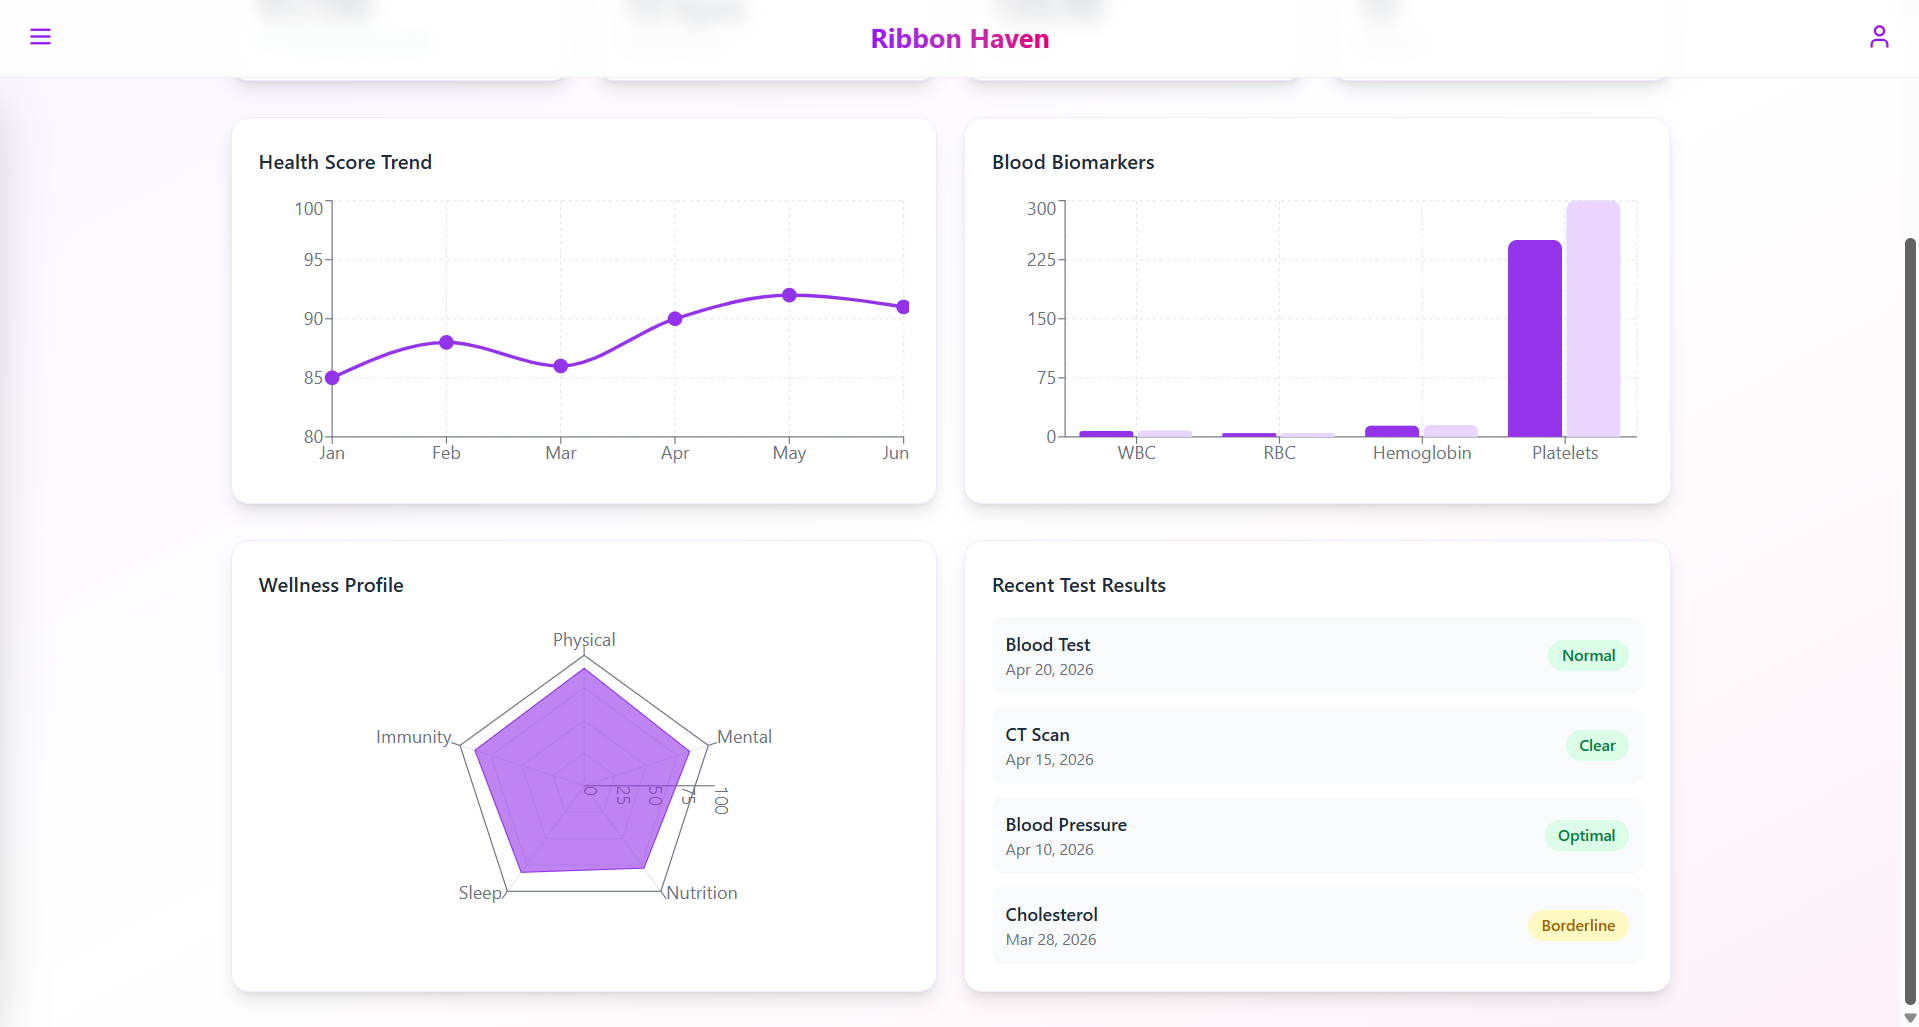 Ribbon Haven
Health Score Trend
100
95
90
85
80
Jan Feb Mar Apr May Jun
Blood Biomarkers
300
225
150
75
0
WBC RBC Hemoglobin Platelets
Wellness Profile
Physical
Immunity
Mental
0 25 50 75 100
Sleep
Nutrition
Recent Test Results
Blood Test
Normal
Apr 20, 2026
CT Scan
Clear
Apr 15, 2026
Blood Pressure
Optimal
Apr 10, 2026
Cholesterol
Borderline
Mar 28, 2026